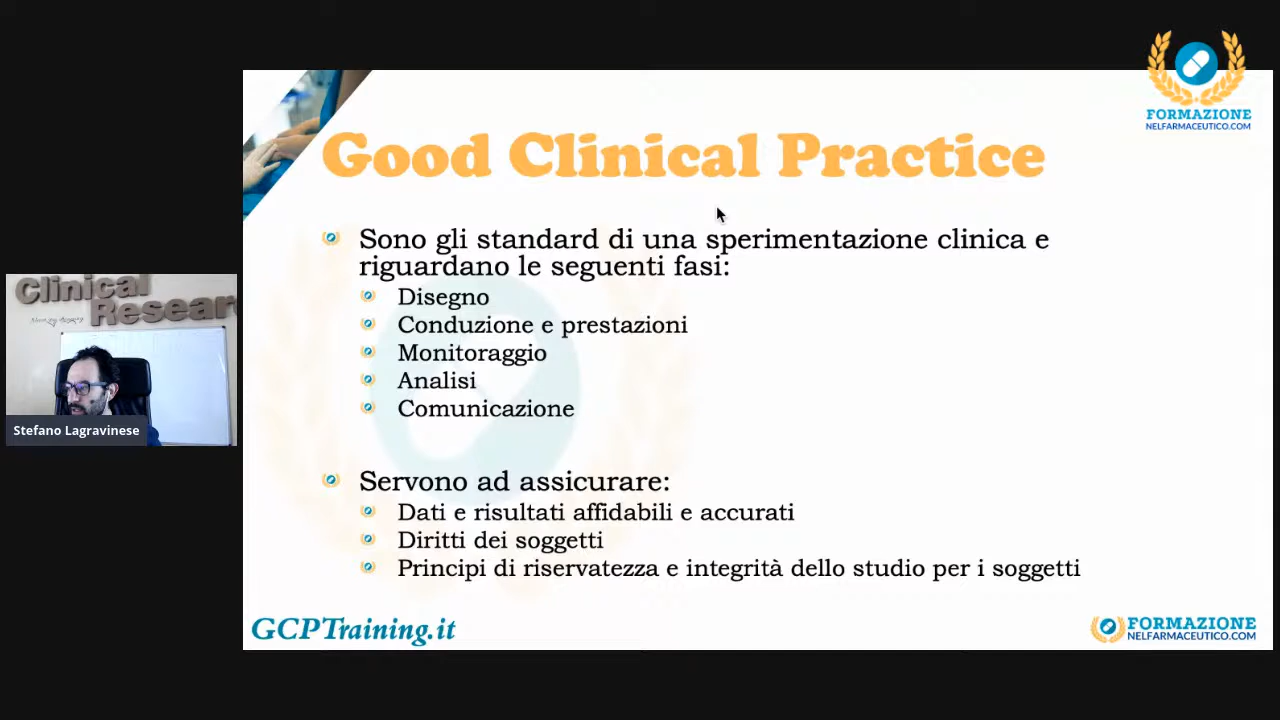 FORMAZIONE
NELFARMACEUTICO.COM
Good Clinical Practice
Sono gli standard di una sperimentazione clinica e
riguardano le seguenti fasi:
Disegno
Conduzione e prestazioni
Monitoraggio
Analisi
Comunicazione
Clinical
Resear
Stefano Lagravinese
Servono ad assicurare:
Dati e risultati affidabili e accurati
Diritti dei soggetti
Principi di riservatezza e integrità dello studio per i soggetti
GCPTraining.it
FORMAZIONE
NELFARMACEUTICO.COM